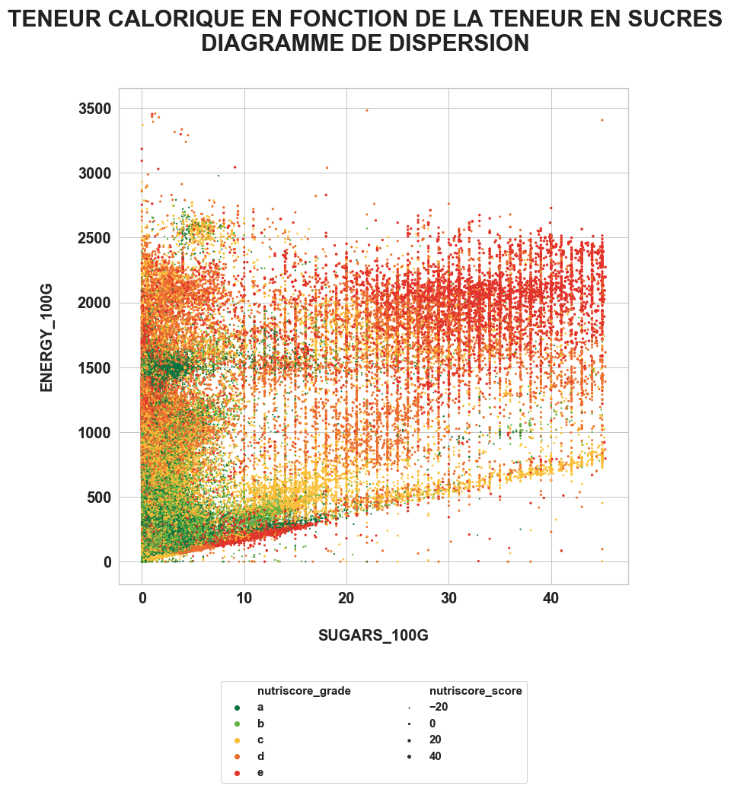 TENEUR CALORIQUE EN FONCTION DE LA TENEUR EN SUCRES
DIAGRAMME DE DISPERSION
3500
3000
2500
2000
1500
1000
500
0
ENERGY_100G
0 10 20 30 40
SUGARS_100G
nutriscore_grade nutriscore_score
a −20
b 0
c 20
d 40
e